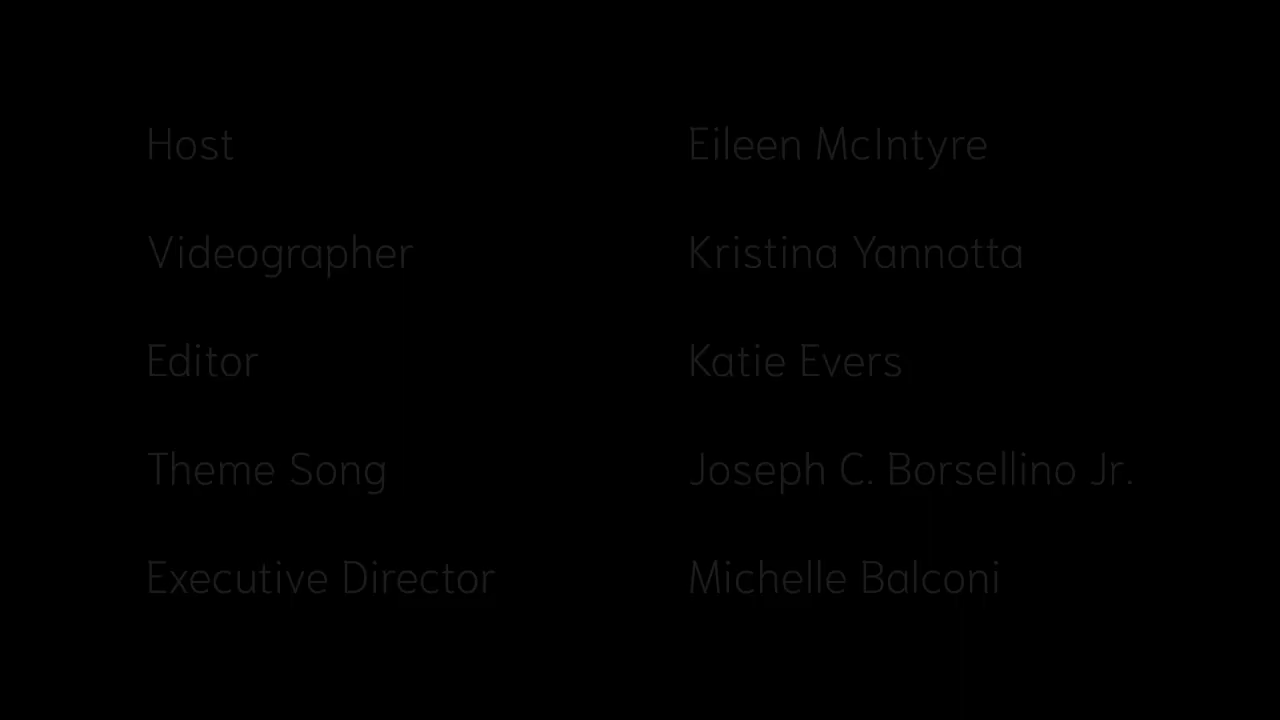 Host Eileen McIntyre
Videographer Kristina Yannotta
Editor Katie Evers
Theme Song Joseph C. Borsellino Jr.
Executive Director Michelle Balconi